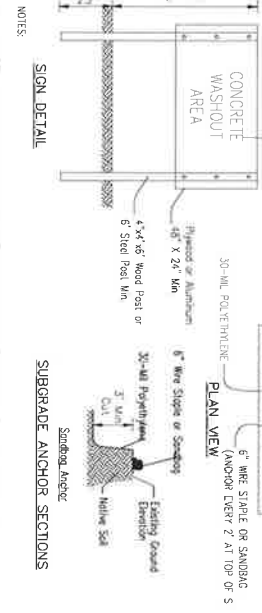 CONCRETE
WASHOUT
AREA
Plywood or Aluminum
48" X 24" Min
4"x4"x6' Wood Post or
6' Steel Post Min.
NOTES:
SIGN DETAIL
30-MIL POLYETHYLENE
6" WIRE STAPLE OR SANDBAG
(ANCHOR EVERY 2' AT TOP OF S
PLAN VIEW
6" Wire Staple or Sandbag
30-Mil Polyethylene
3" Min
Cut
Existing Ground
Elevation
Native Soil
Sandbag Anchor
SUBGRADE ANCHOR SECTIONS